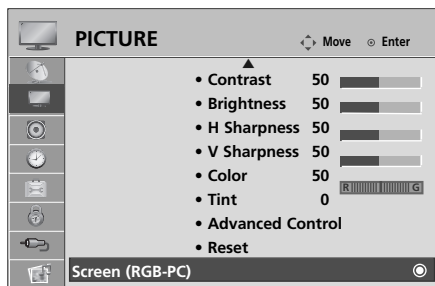 PICTURE
Move
Enter
• Contrast 50
• Brightness 50
• H Sharpness 50
• V Sharpness 50
• Color 50
R G
• Tint 0
• Advanced Control
• Reset
Screen (RGB-PC)